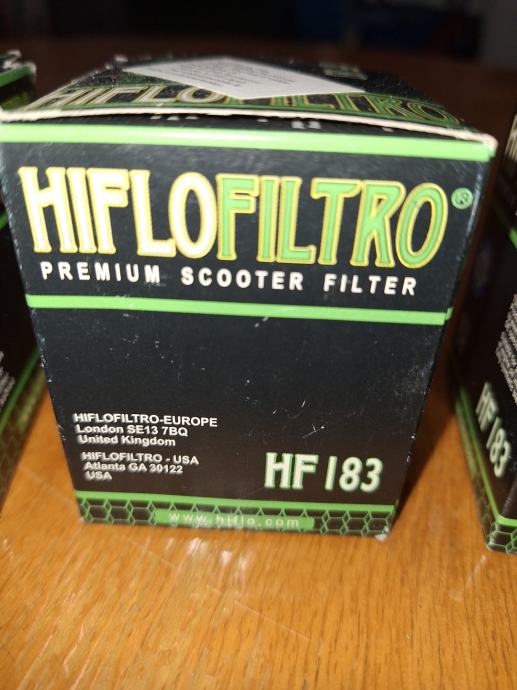 HIFLOFILTRO
HIFLOFILTRO®
PREMIUM SCOOTER FILTER
HIFLOFILTRO-EUROPE
London SE13 7BQ
United Kingdom
HIFLOFILTRO - USA
Atlanta GA 30122
USA
HF183
www.hiflo.com
HF183